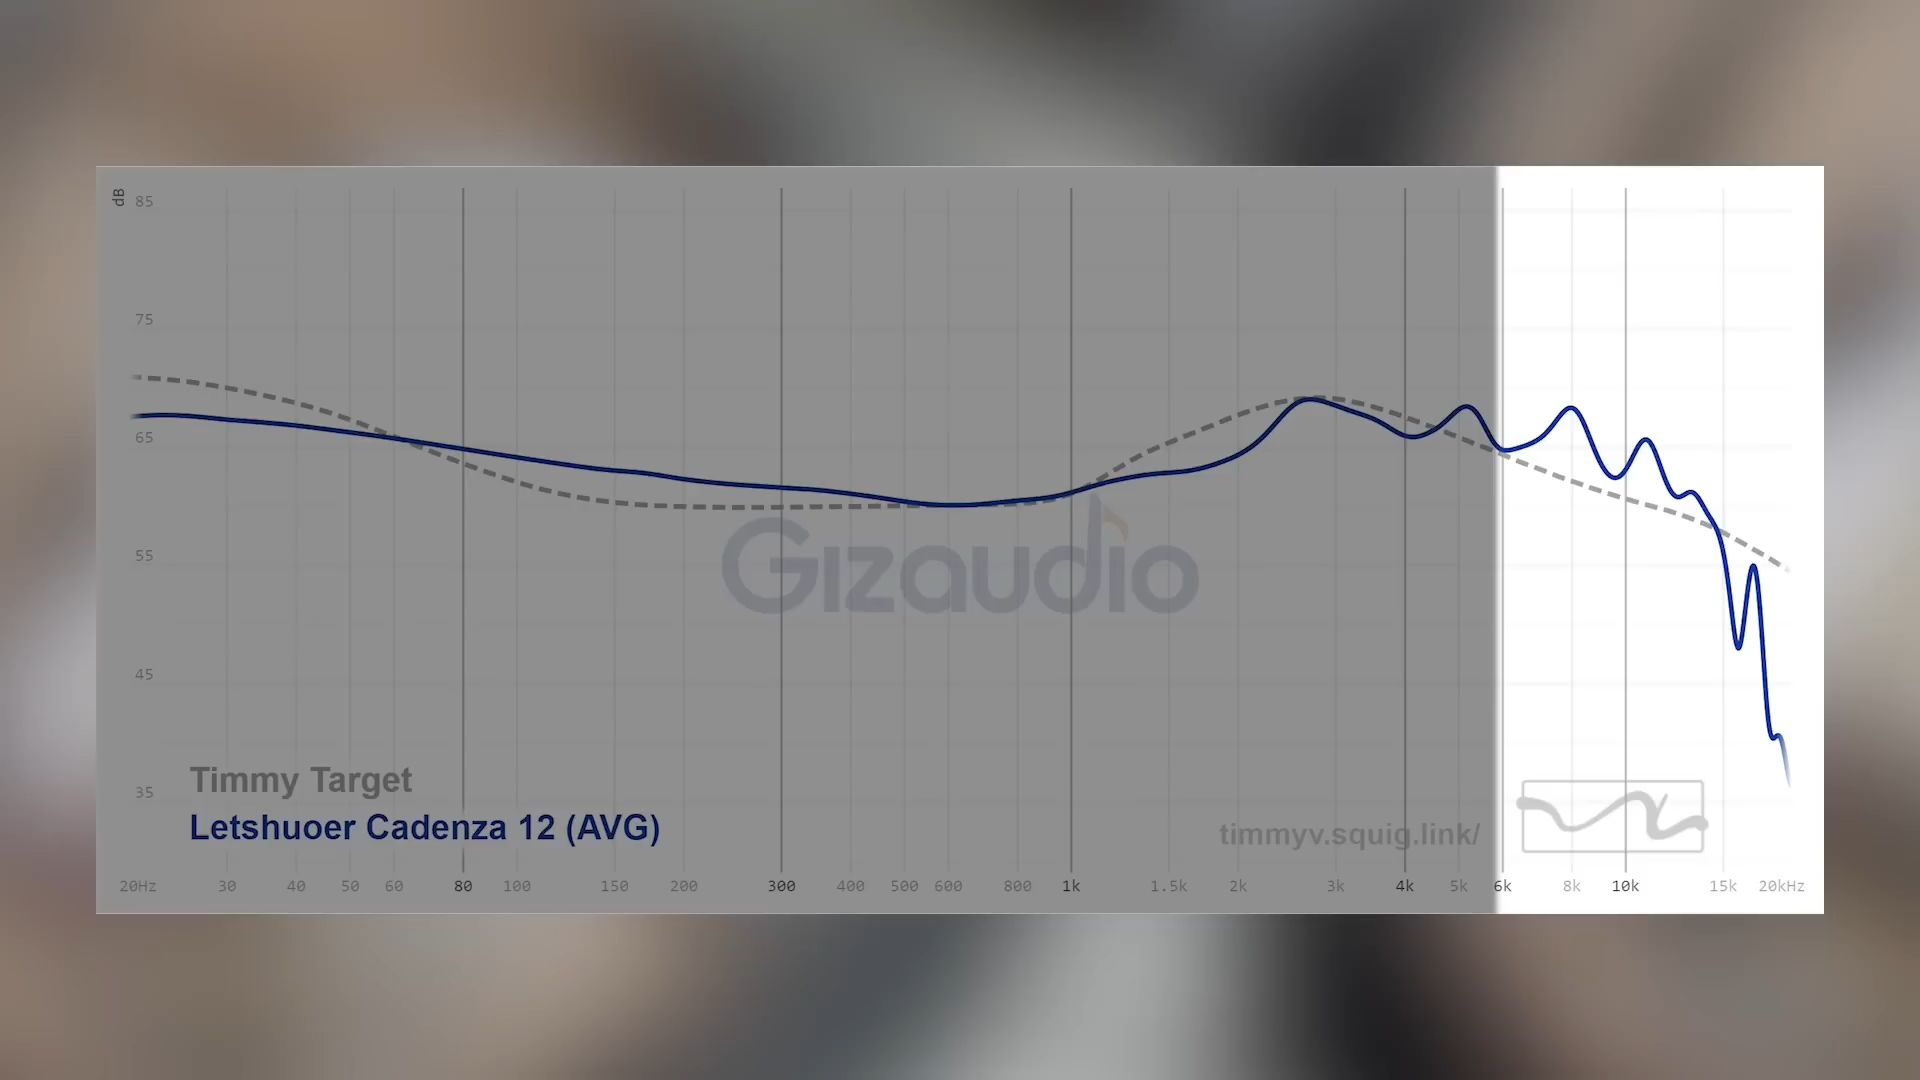 dB
85
75
65
55
45
35
Gizaudio
Timmy Target
Letshuoer Cadenza 12 (AVG)
timmyv.squig.link/
20Hz 30 40 50 60 80 100 150 200 300 400 500 600 800 1k 1.5k 2k 3k 4k 5k 6k 8k 10k 15k 20kHz